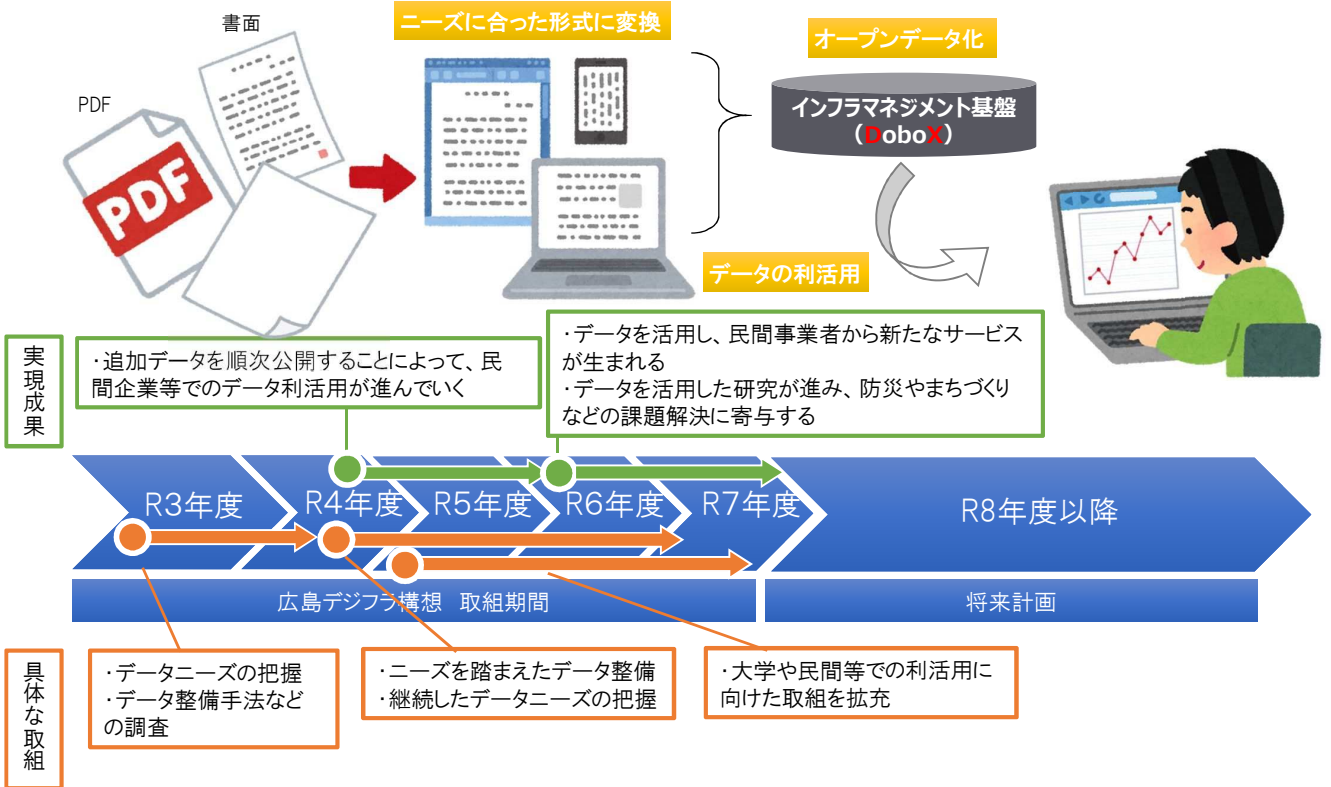 書面
PDF
PDF
ニーズに合った形式に変換
オープンデータ化
インフラマネジメント基盤
(DoboX)
データの利活用
実現成果
・追加データを順次公開することによって、民
間企業等でのデータ利活用が進んでいく
・データを活用し、民間事業者から新たなサービス
が生まれる
・データを活用した研究が進み、防災やまちづくり
などの課題解決に寄与する
R3年度
R4年度
R5年度
R6年度
R7年度
R8年度以降
広島デジフラ構想 取組期間
将来計画
具体な取組
・データニーズの把握
・データ整備手法など
の調査
・ニーズを踏まえたデータ整備
・継続したデータニーズの把握
・大学や民間等での利活用に
向けた取組を拡充